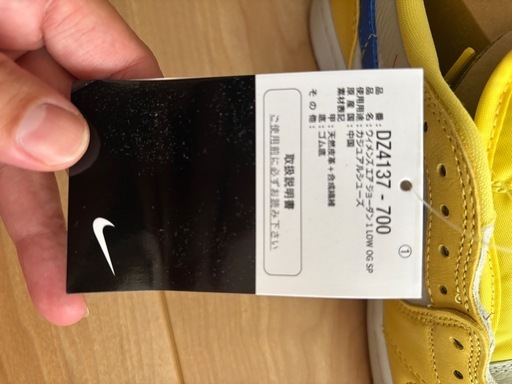 品　番: DZ4137 - 700
①
品　名: ウィメンズ エア ジョーダン 1 LOW OG SP
使用用途: カジュアルシューズ
原 産 国: 中国
素材表記
甲: 天然皮革 + 合成繊維
底: ゴム底
そ の 他:
取扱説明書
ご使用前に必ずお読み下さい